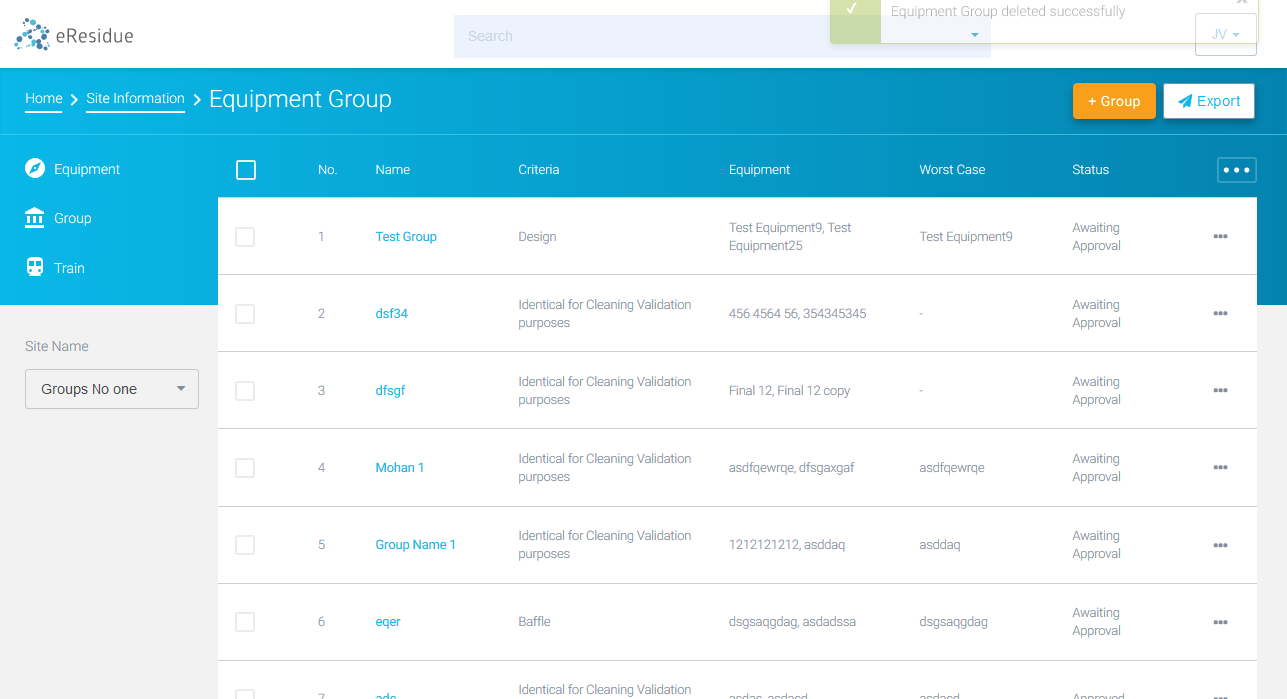 Equipment Group deleted successfully
eResidue
Search
JV
Home
Site Information
Equipment Group
+ Group
Export
Equipment
Group
Train
Site Name
Groups No one
No. Name Criteria Equipment Worst Case Status
1 Test Group Design Test Equipment9, Test Test Equipment9 Awaiting
Equipment25 Approval
2 dsf34 Identical for Cleaning Validation 456 4564 56, 354345345 - Awaiting
purposes Approval
3 dfsgf Identical for Cleaning Validation Final 12, Final 12 copy - Awaiting
purposes Approval
4 Mohan 1 Identical for Cleaning Validation asdfqewrqe, dfsgaxgaf asdfqewrqe Awaiting
purposes Approval
5 Group Name 1 Identical for Cleaning Validation 1212121212, asddaq asddaq Awaiting
purposes Approval
6 eqer Baffle dsgsaqgdag, asdadssa dsgsaqgdag Awaiting
Approval
7 Identical for Cleaning Validation asdas, asdasd asdasd Approved